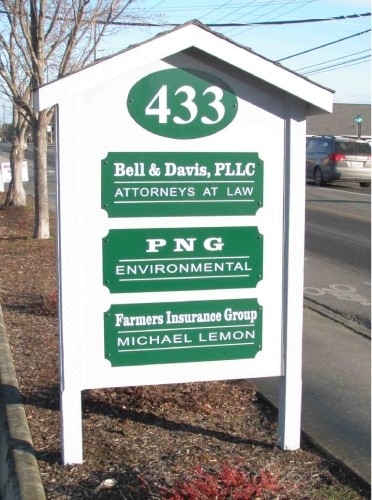 433
Bell & Davis, PLLC
ATTORNEYS AT LAW
PNG
ENVIRONMENTAL
Farmers Insurance Group
MICHAEL LEMON